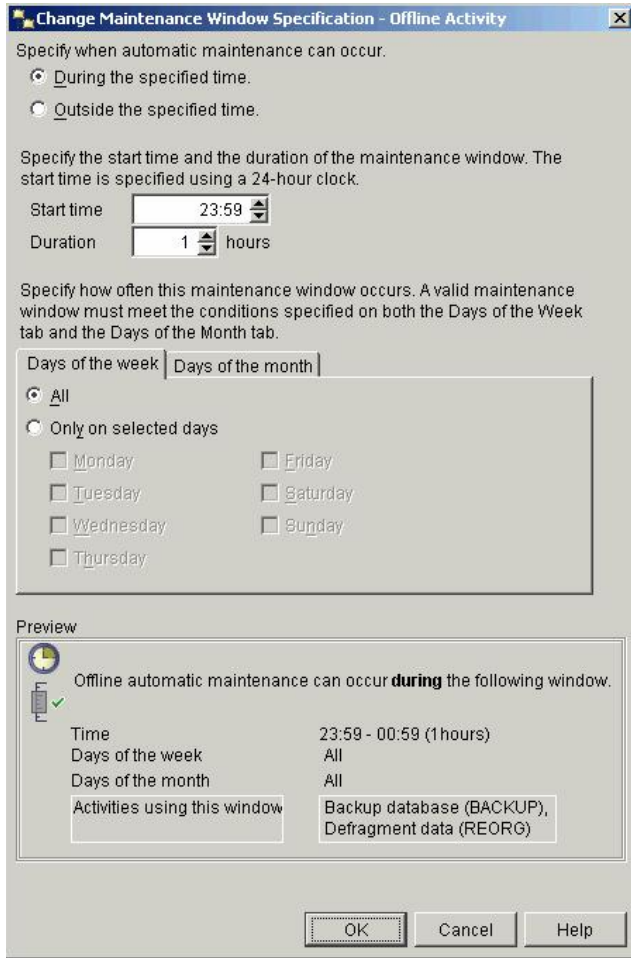 Change Maintenance Window Specification - Offline Activity
Specify when automatic maintenance can occur.
During the specified time.
Outside the specified time.
Specify the start time and the duration of the maintenance window. The
start time is specified using a 24-hour clock.
Start time 23:59
Duration 1 hours
Specify how often this maintenance window occurs. A valid maintenance
window must meet the conditions specified on both the Days of the Week
tab and the Days of the Month tab.
Days of the week Days of the month
All
Only on selected days
Monday Friday
Tuesday Saturday
Wednesday Sunday
Thursday
Preview
Offline automatic maintenance can occur during the following window.
Time 23:59 - 00:59 (1hours)
Days of the week All
Days of the month All
Activities using this window Backup database (BACKUP),
Defragment data (REORG)
OK Cancel Help